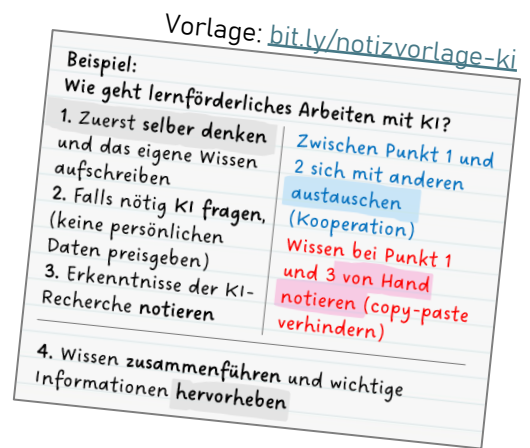 Vorlage: bit.ly/notizvorlage-ki
Beispiel:
Wie geht lernförderliches Arbeiten mit KI?
1. Zuerst selber denken
und das eigene Wissen
aufschreiben
2. Falls nötig KI fragen,
(keine persönlichen
Daten preisgeben)
3. Erkenntnisse der KI-
Recherche notieren
Zwischen Punkt 1 und
2 sich mit anderen
austauschen
(Kooperation)
Wissen bei Punkt 1
und 3 von Hand
notieren (copy-paste
verhindern)
4. Wissen zusammenführen und wichtige
Informationen hervorheben